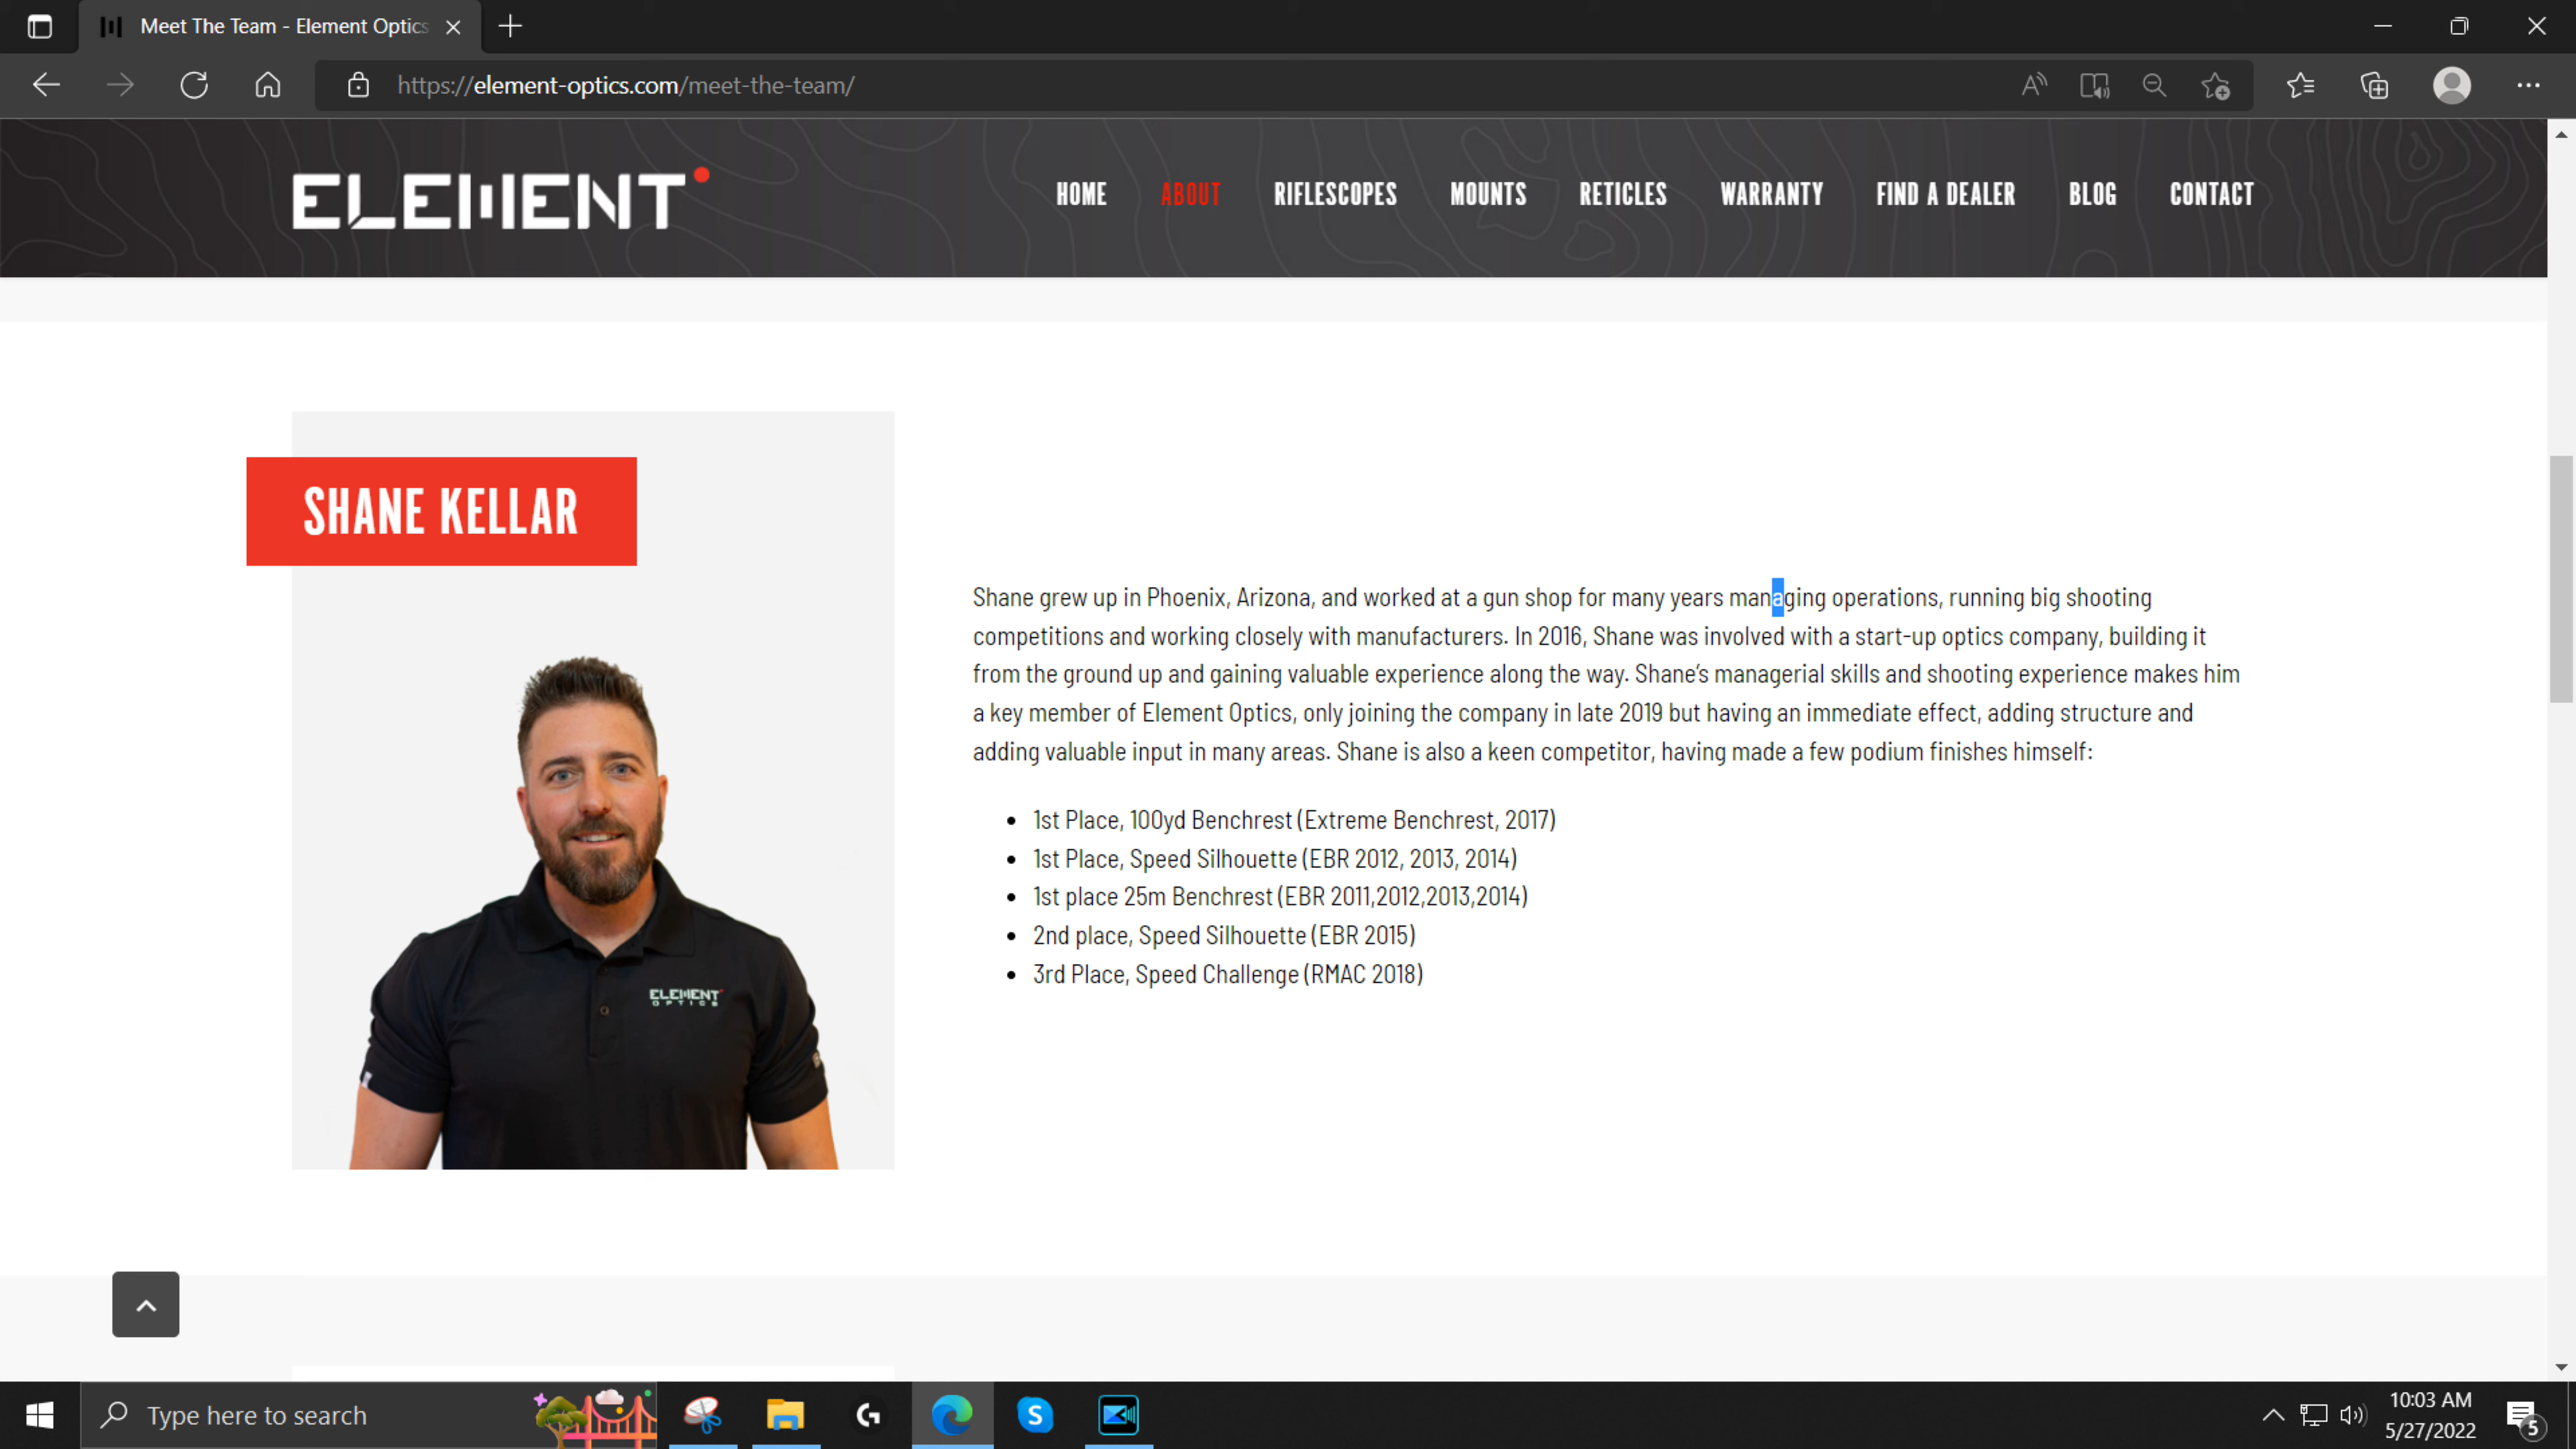 Meet The Team - Element Optics
https://element-optics.com/meet-the-team/
ELEMENT
HOME ABOUT RIFLESCOPES MOUNTS RETICLES WARRANTY FIND A DEALER BLOG CONTACT
SHANE KELLAR
Shane grew up in Phoenix, Arizona, and worked at a gun shop for many years managing operations, running big shooting
competitions and working closely with manufacturers. In 2016, Shane was involved with a start-up optics company, building it
from the ground up and gaining valuable experience along the way. Shane's managerial skills and shooting experience makes him
a key member of Element Optics, only joining the company in late 2019 but having an immediate effect, adding structure and
adding valuable input in many areas. Shane is also a keen competitor, having made a few podium finishes himself:
• 1st Place, 100yd Benchrest (Extreme Benchrest, 2017)
• 1st Place, Speed Silhouette (EBR 2012, 2013, 2014)
• 1st place 25m Benchrest (EBR 2011,2012,2013,2014)
• 2nd place, Speed Silhouette (EBR 2015)
• 3rd Place, Speed Challenge (RMAC 2018)
ELEMENT
OPTICS
Type here to search
10:03 AM
5/27/2022
5